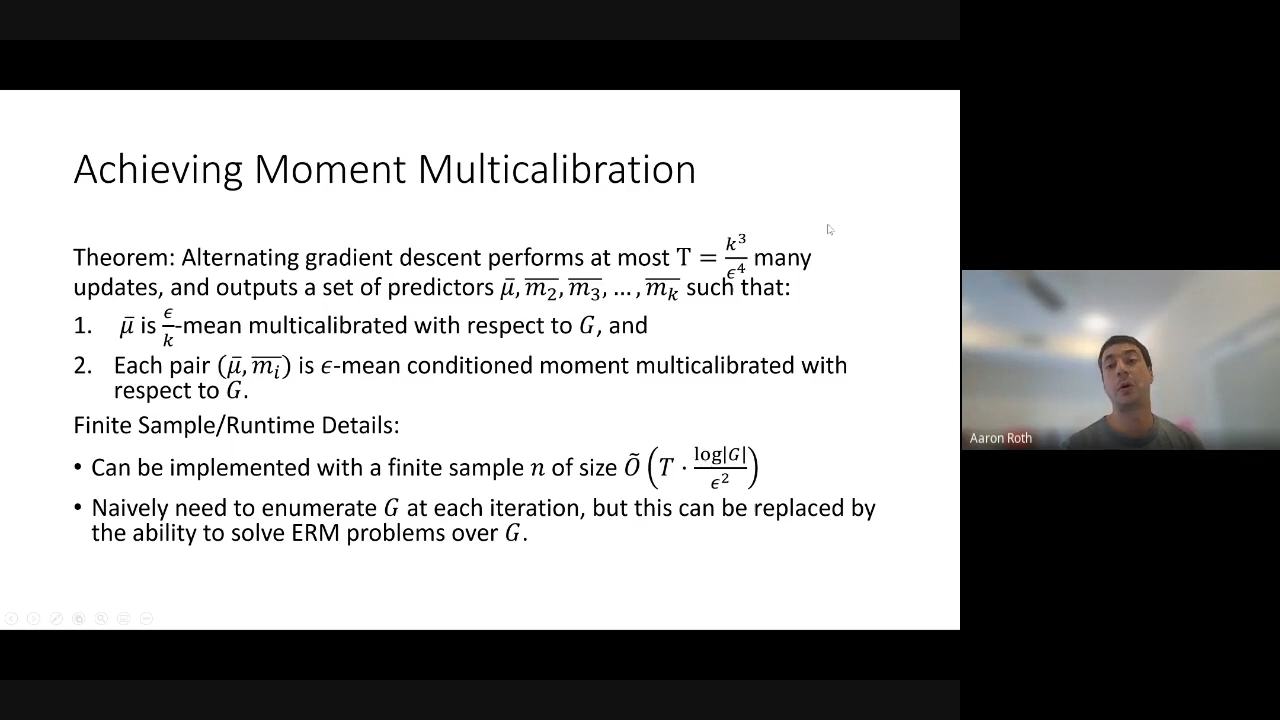 Achieving Moment Multicalibration
Theorem: Alternating gradient descent performs at most T = k³/ϵ⁴ many
updates, and outputs a set of predictors μ̄, m̄₂, m̄₃, …, m̄ₖ such that:
1. μ̄ is ϵ/k-mean multicalibrated with respect to G, and
2. Each pair (μ̄, m̄ᵢ) is ϵ-mean conditioned moment multicalibrated with
respect to G.
Finite Sample/Runtime Details:
• Can be implemented with a finite sample n of size Õ(T · log|G|/ϵ²)
• Naively need to enumerate G at each iteration, but this can be replaced by
the ability to solve ERM problems over G.
Aaron Roth